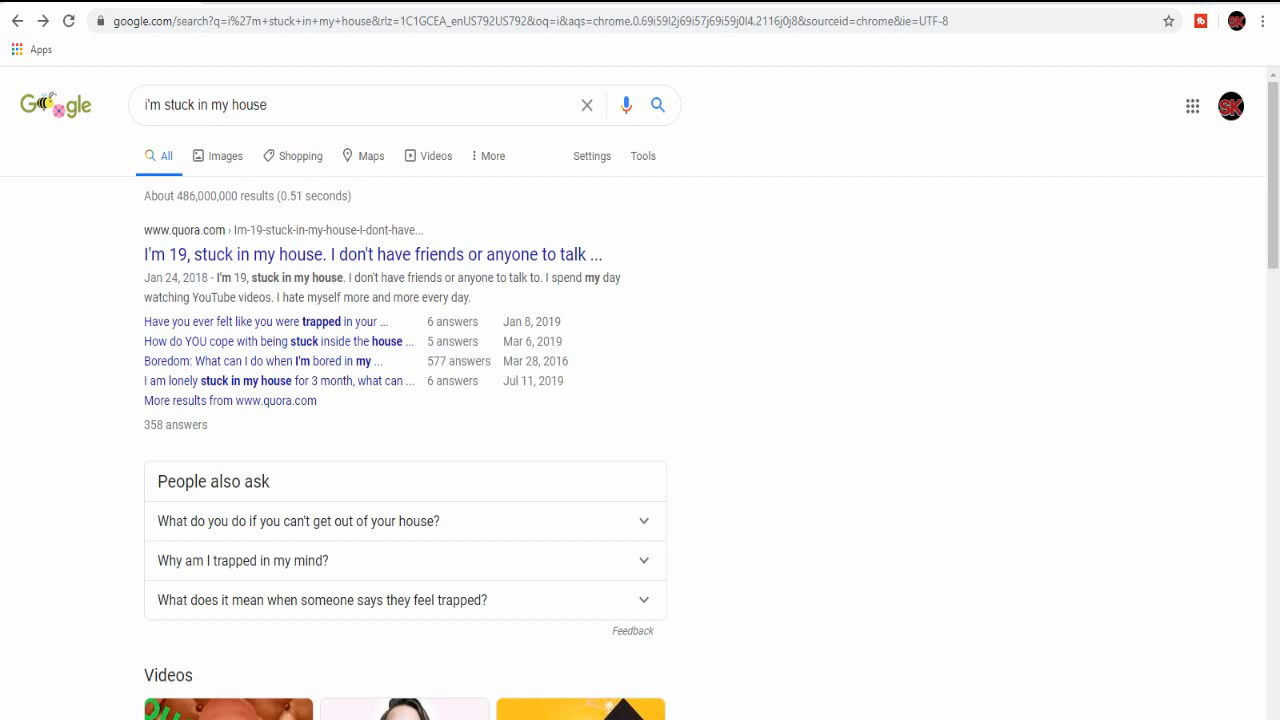 google.com/search?q=i%27m+stuck+in+my+house&rlz=1C1GCEA_enUS792US792&oq=i&aqs=chrome.0.69i59l2j69i57j69i59j0l4.2116j0j8&sourceid=chrome&ie=UTF-8
Apps
Google
i'm stuck in my house
SK
All Images Shopping Maps Videos More Settings Tools
About 486,000,000 results (0.51 seconds)
www.quora.com › Im-19-stuck-in-my-house-I-dont-have...
I'm 19, stuck in my house. I don't have friends or anyone to talk ...
Jan 24, 2018 - I'm 19, stuck in my house. I don't have friends or anyone to talk to. I spend my day
watching YouTube videos. I hate myself more and more every day.
Have you ever felt like you were trapped in your ... 6 answers Jan 8, 2019
How do YOU cope with being stuck inside the house ... 5 answers Mar 6, 2019
Boredom: What can I do when I'm bored in my ... 577 answers Mar 28, 2016
I am lonely stuck in my house for 3 month, what can ... 6 answers Jul 11, 2019
More results from www.quora.com
358 answers
People also ask
What do you do if you can't get out of your house?
Why am I trapped in my mind?
What does it mean when someone says they feel trapped?
Feedback
Videos